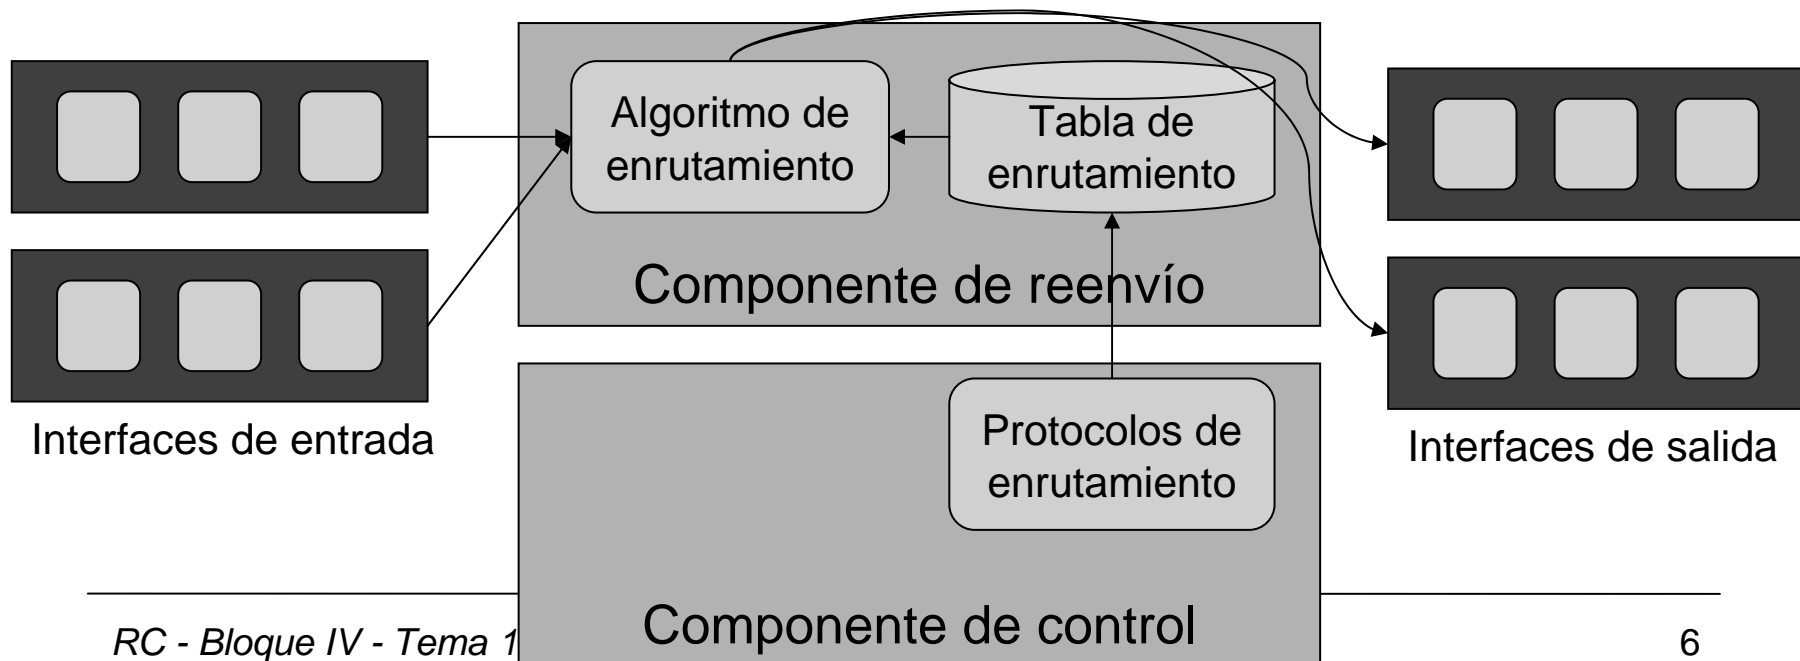 Algoritmo de
enrutamiento
Tabla de
enrutamiento
Componente de reenvío
Interfaces de entrada
Protocolos de
enrutamiento
Interfaces de salida
Componente de control
RC - Bloque IV - Tema 1
6